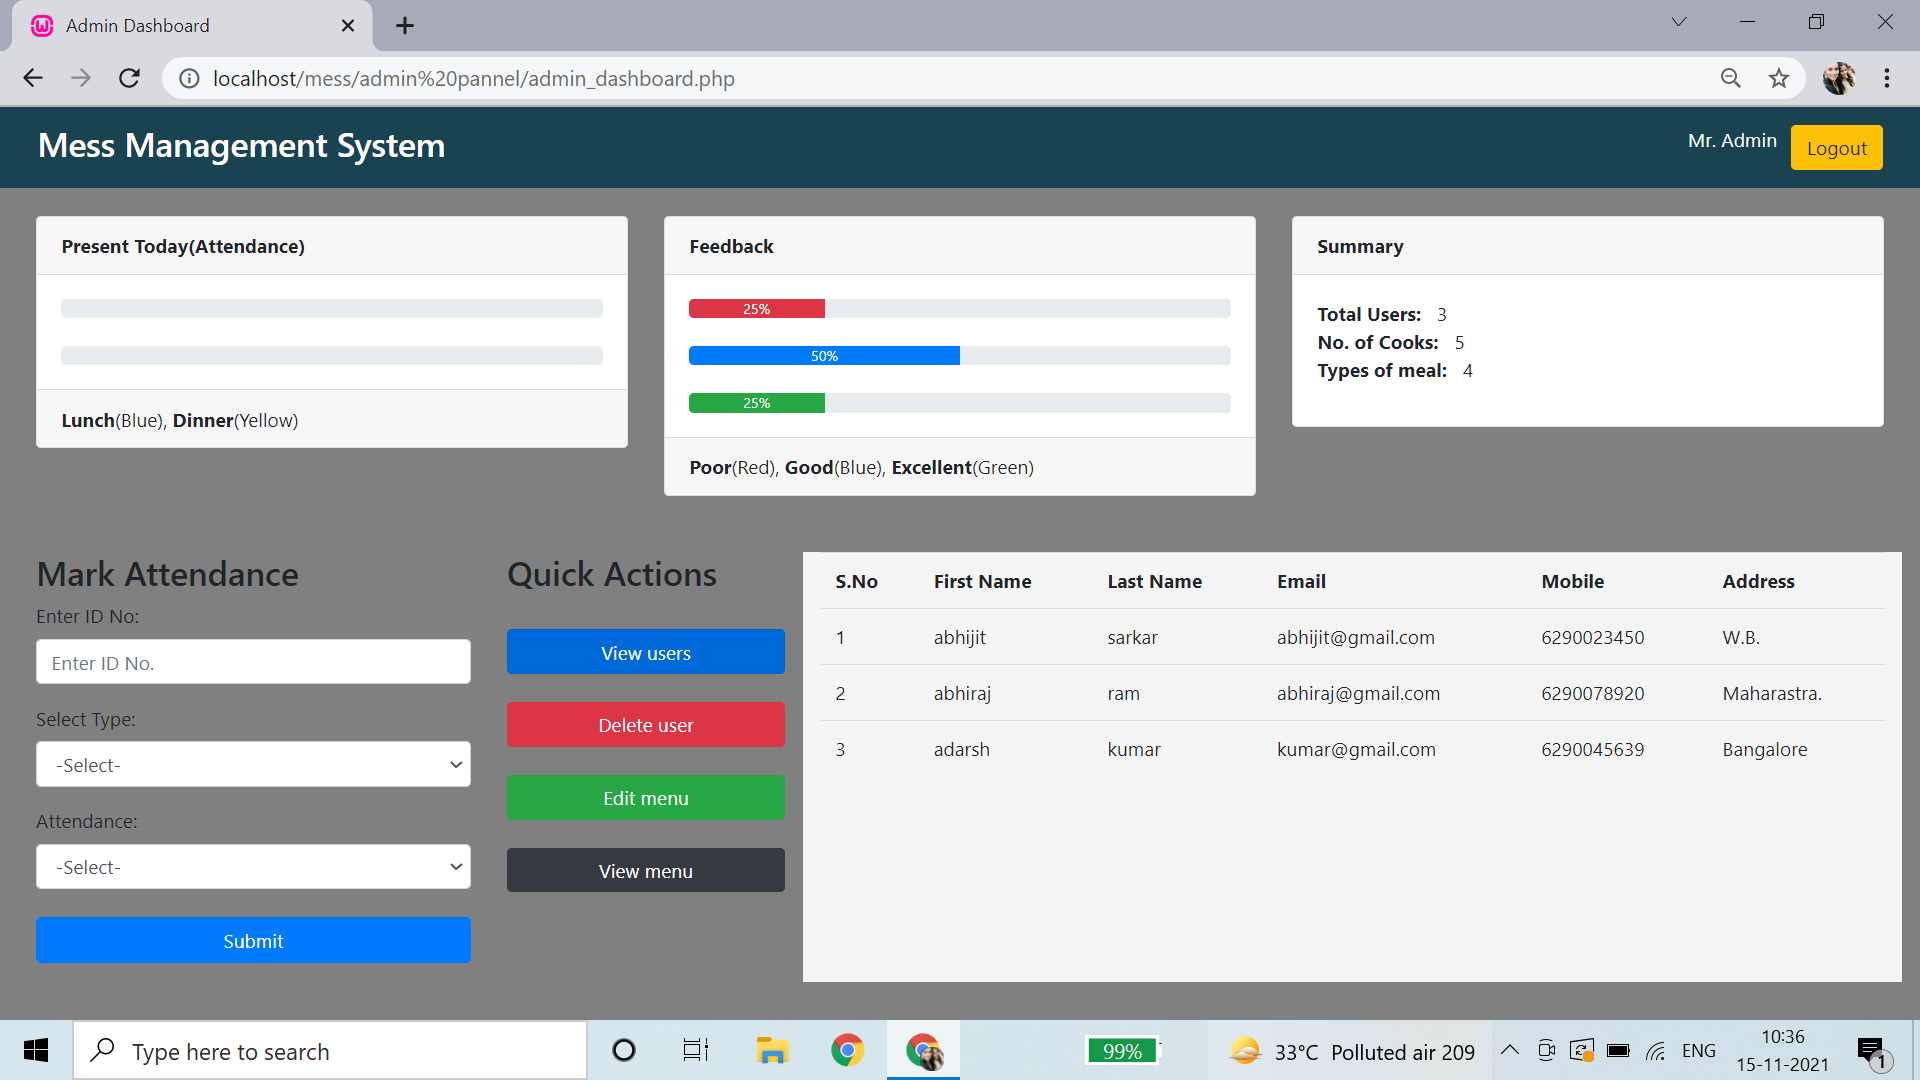 Admin Dashboard
localhost/mess/admin%20pannel/admin_dashboard.php
Mess Management System
Mr. Admin
Logout
Present Today(Attendance)
Lunch(Blue), Dinner(Yellow)
Feedback
25%
50%
25%
Poor(Red), Good(Blue), Excellent(Green)
Summary
Total Users: 3
No. of Cooks: 5
Types of meal: 4
Mark Attendance
Enter ID No:
Enter ID No.
Select Type:
-Select-
Attendance:
-Select-
Submit
Quick Actions
View users
Delete user
Edit menu
View menu
S.No First Name Last Name Email Mobile Address
1 abhijit sarkar abhijit@gmail.com 6290023450 W.B.
2 abhiraj ram abhiraj@gmail.com 6290078920 Maharastra.
3 adarsh kumar kumar@gmail.com 6290045639 Bangalore
Type here to search
99%
33°C Polluted air 209
ENG
10:36
15-11-2021
1